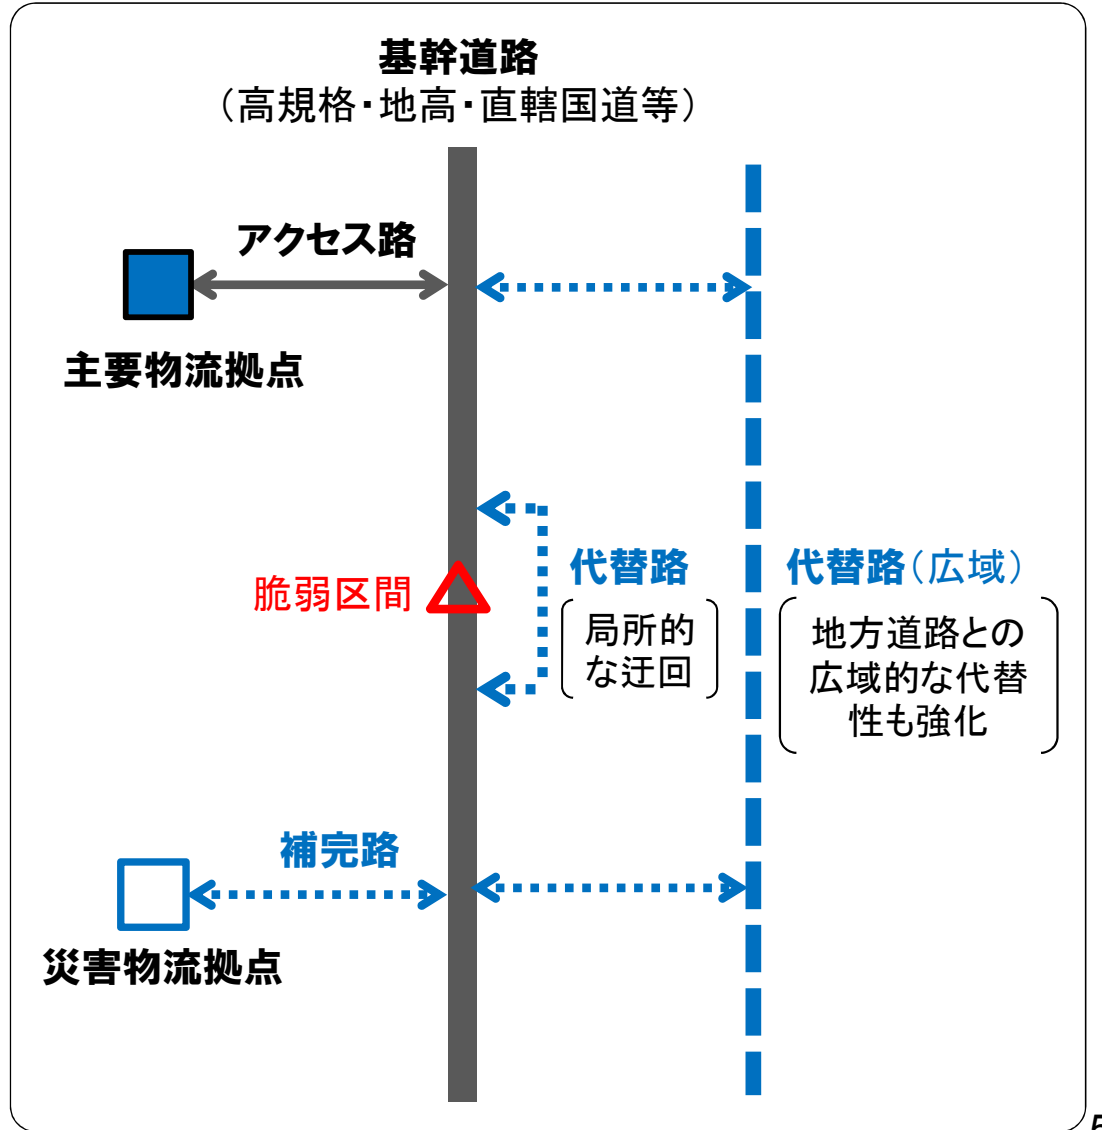 基幹道路
（高規格・地高・直轄国道等）
アクセス路
主要物流拠点
脆弱区間
代替路
局所的
な迂回
代替路（広域）
地方道路との
広域的な代替
性も強化
補完路
災害物流拠点